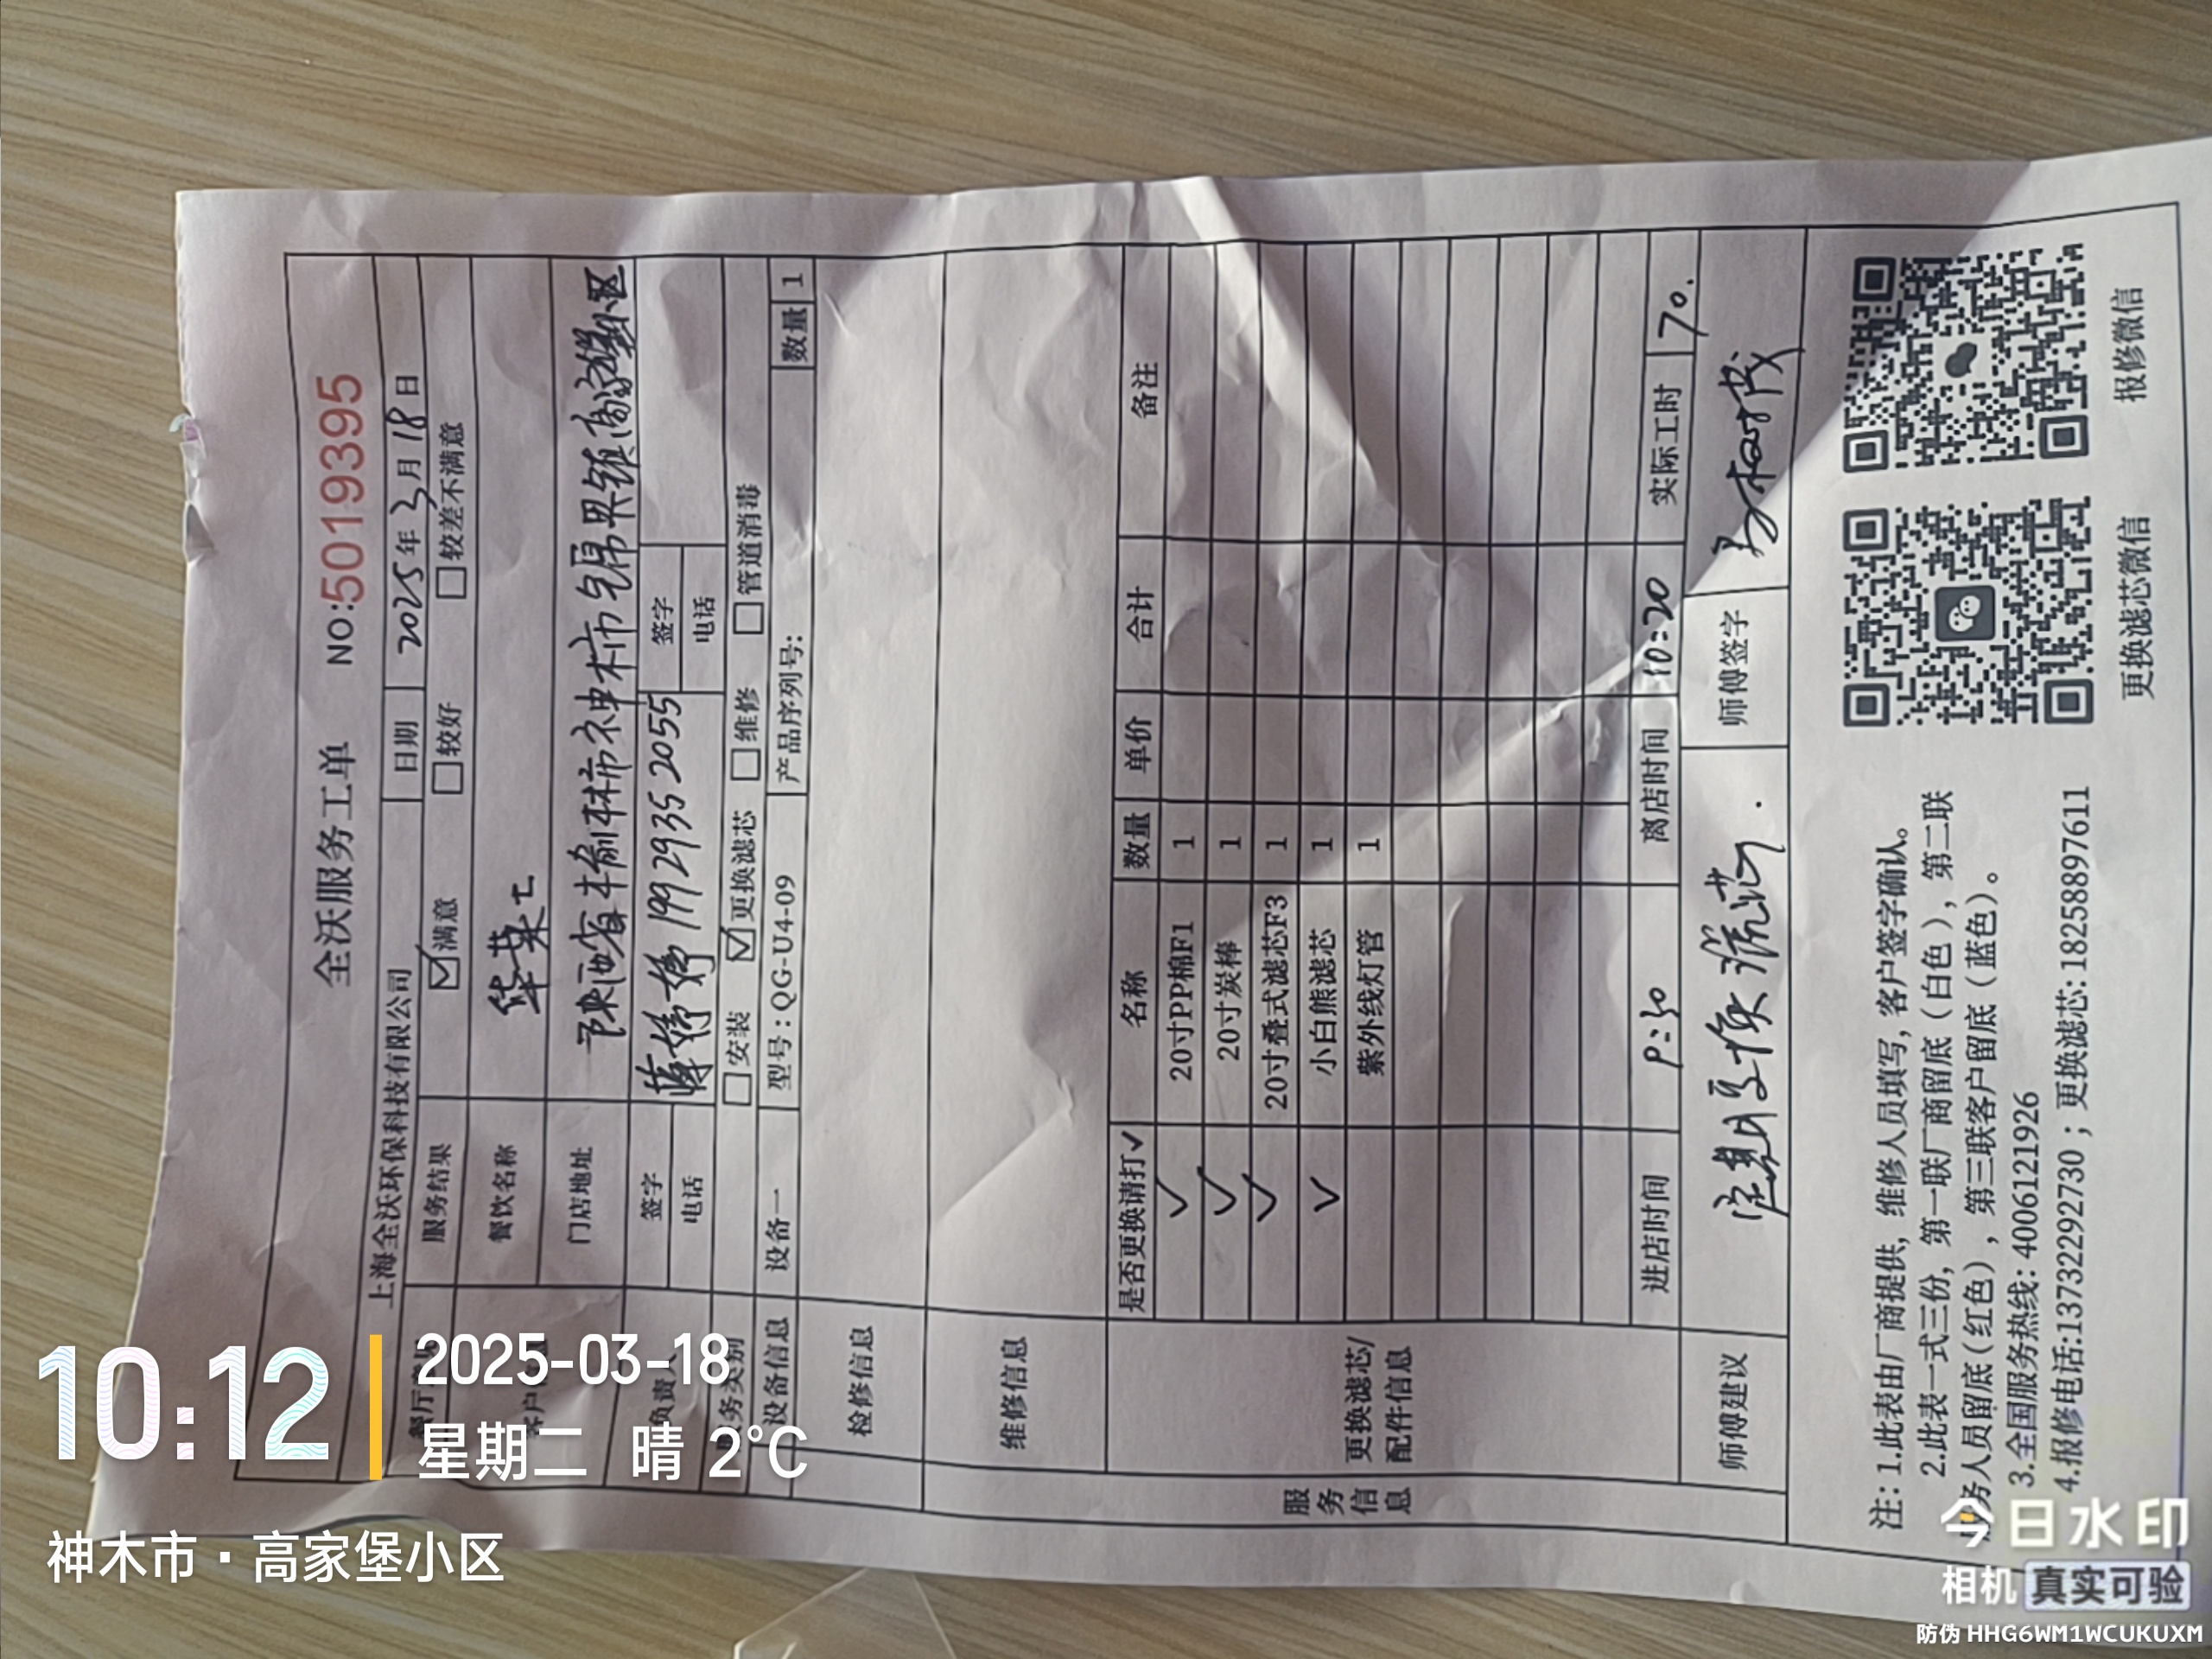 全沃服务工单 NO:5019395
上海全沃环保科技有限公司 日期 2025年3月18日
服务结果 ☑满意 □较好 □较差不满意
餐饮名称 华莱士
门店地址 陕西省榆林市神木市锦界镇高家堡小区
签字 签字
电话 19929352055 电话
□安装 ☑更换滤芯 □维修 □管道消毒
设备信息 设备一 型号:QG-U4-09 产品序列号: 数量 1
检修信息
维修信息
服务信息
更换滤芯/配件信息
是否更换请打✓ 名称 数量 单价 合计 备注
✓ 20寸PP棉F1 1
✓ 20寸炭棒 1
✓ 20寸叠式滤芯F3 1
✓ 小白熊滤芯 1
紫外线灯管 1
进店时间 9:30 离店时间 10:20 实际工时 70.
师傅建议 定期更换滤芯. 师傅签字
注:1.此表由厂商提供,维修人员填写,客户签字确认。
2.此表一式三份,第一联厂商留底(白色),第二联
服务人员留底(红色),第三联客户留底(蓝色)。
3.全国服务热线:4006121926
4.报修电话:13732292730;更换滤芯:18258897611
更换滤芯微信 报修微信
10:12
2025-03-18
星期二 晴 2°C
神木市·高家堡小区
今日水印
相机 真实可验
防伪 HHG6WM1WCUKUXM